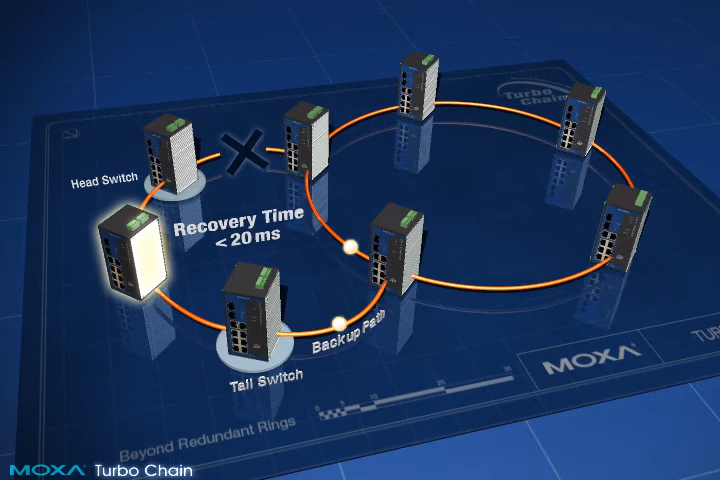 Turbo
Chain
Head Switch
Recovery Time
< 20 ms
Backup Path
Tail Switch
MOXA®
TUR
Beyond Redundant Rings
MOXA® Turbo Chain